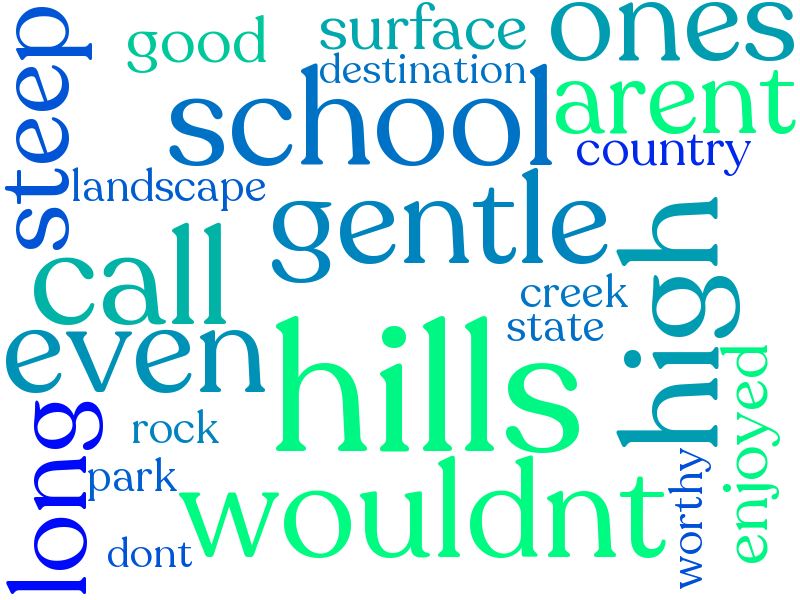 steep
good
surface
ones
destination
school
arent
country
landscape
gentle
high
call
creek
state
even
hills
long
rock
enjoyed
park
wouldnt
worthy
dont